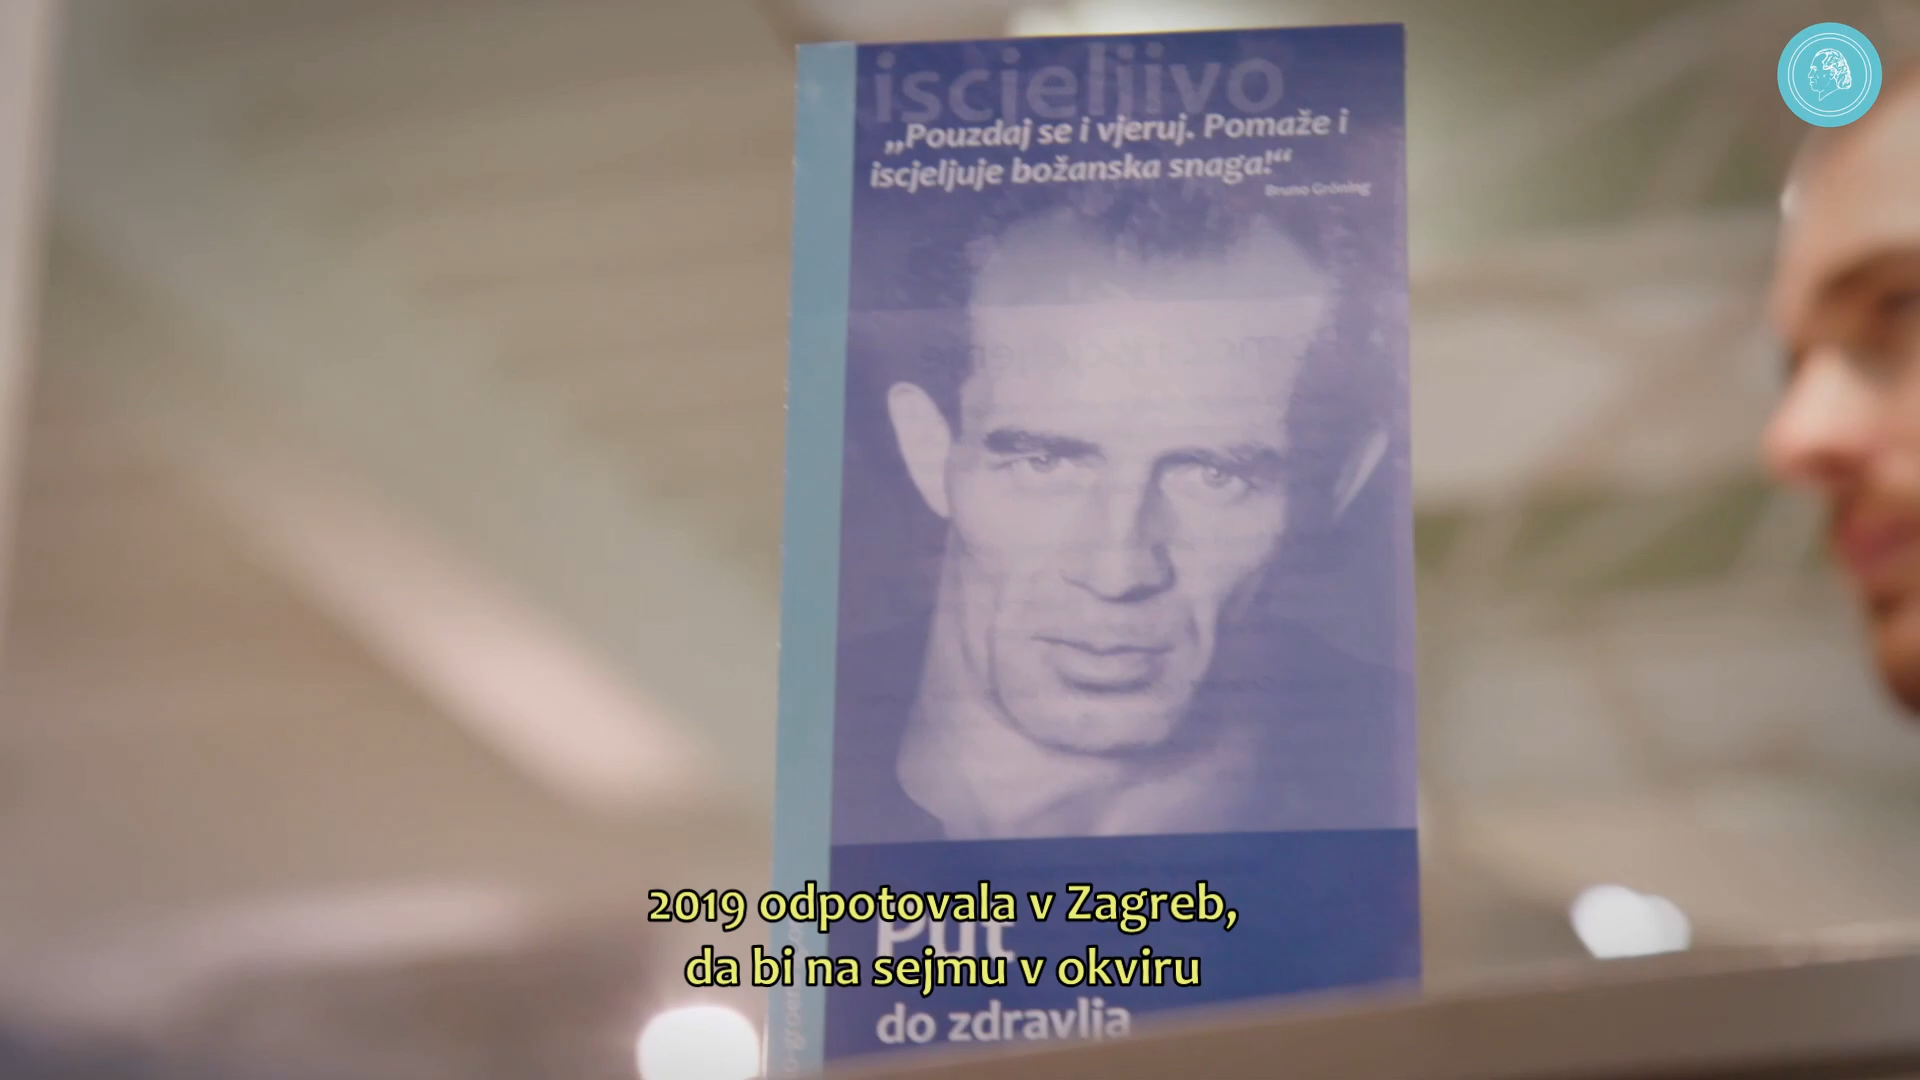 iscjeljivo
„Pouzdaj se i vjeruj. Pomaže i
iscjeljuje božanska snaga!“
Bruno Gröning
Put
do zdravlja
2019 odpotovala v Zagreb,
da bi na sejmu v okviru